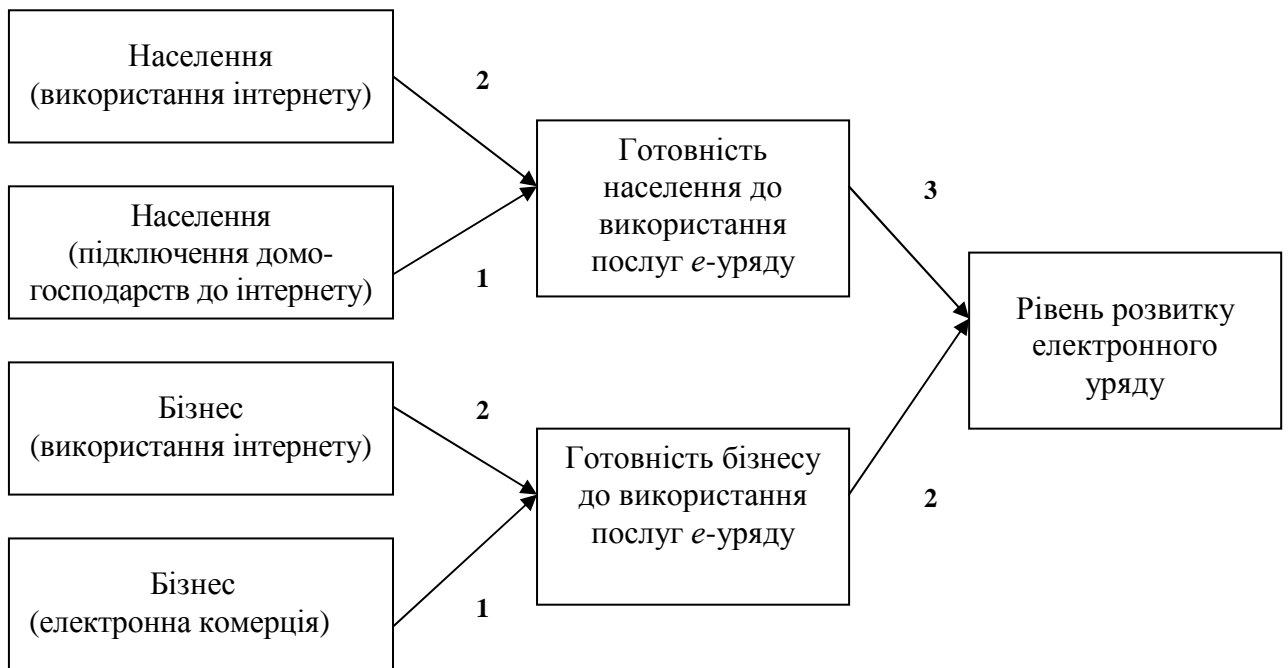 Населення
(використання інтернету)
2
Населення
(підключення домо-
господарств до інтернету)
1
Готовність
населення до
використання
послуг е-уряду
3
Бізнес
(використання інтернету)
2
Бізнес
(електронна комерція)
1
Готовність бізнесу
до використання
послуг е-уряду
2
Рівень розвитку
електронного
уряду